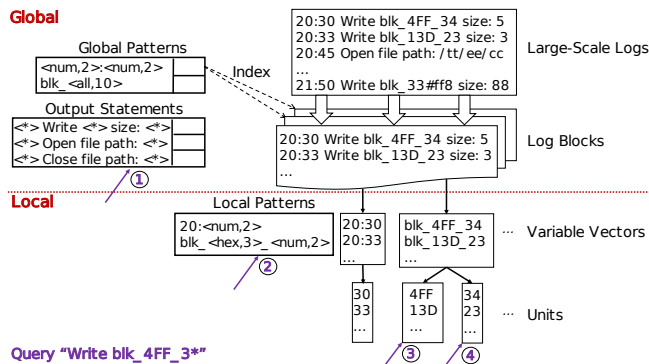 Global
Global Patterns
<num,2>:<num,2>
blk_<all,10>
Index
Output Statements
<*> Write <*> size: <*>
<*> Open file path: <*>
<*> Close file path: <*>
①
20:30 Write blk_4FF_34 size: 5
20:33 Write blk_13D_23 size: 3
20:45 Open file path: /tt/ee/cc
...
21:50 Write blk_33#ff8 size: 88
Large-Scale Logs
20:30 Write blk_4FF_34 size: 5
20:33 Write blk_13D_23 size: 3
...
Log Blocks
Local
Local Patterns
20:<num,2>
blk_<hex,3>_<num,2>
②
20:30
20:33
...
blk_4FF_34
blk_13D_23
...
... Variable Vectors
30
33
...
4FF
13D
...
34
23
...
... Units
③
④
Query “Write blk_4FF_3*”